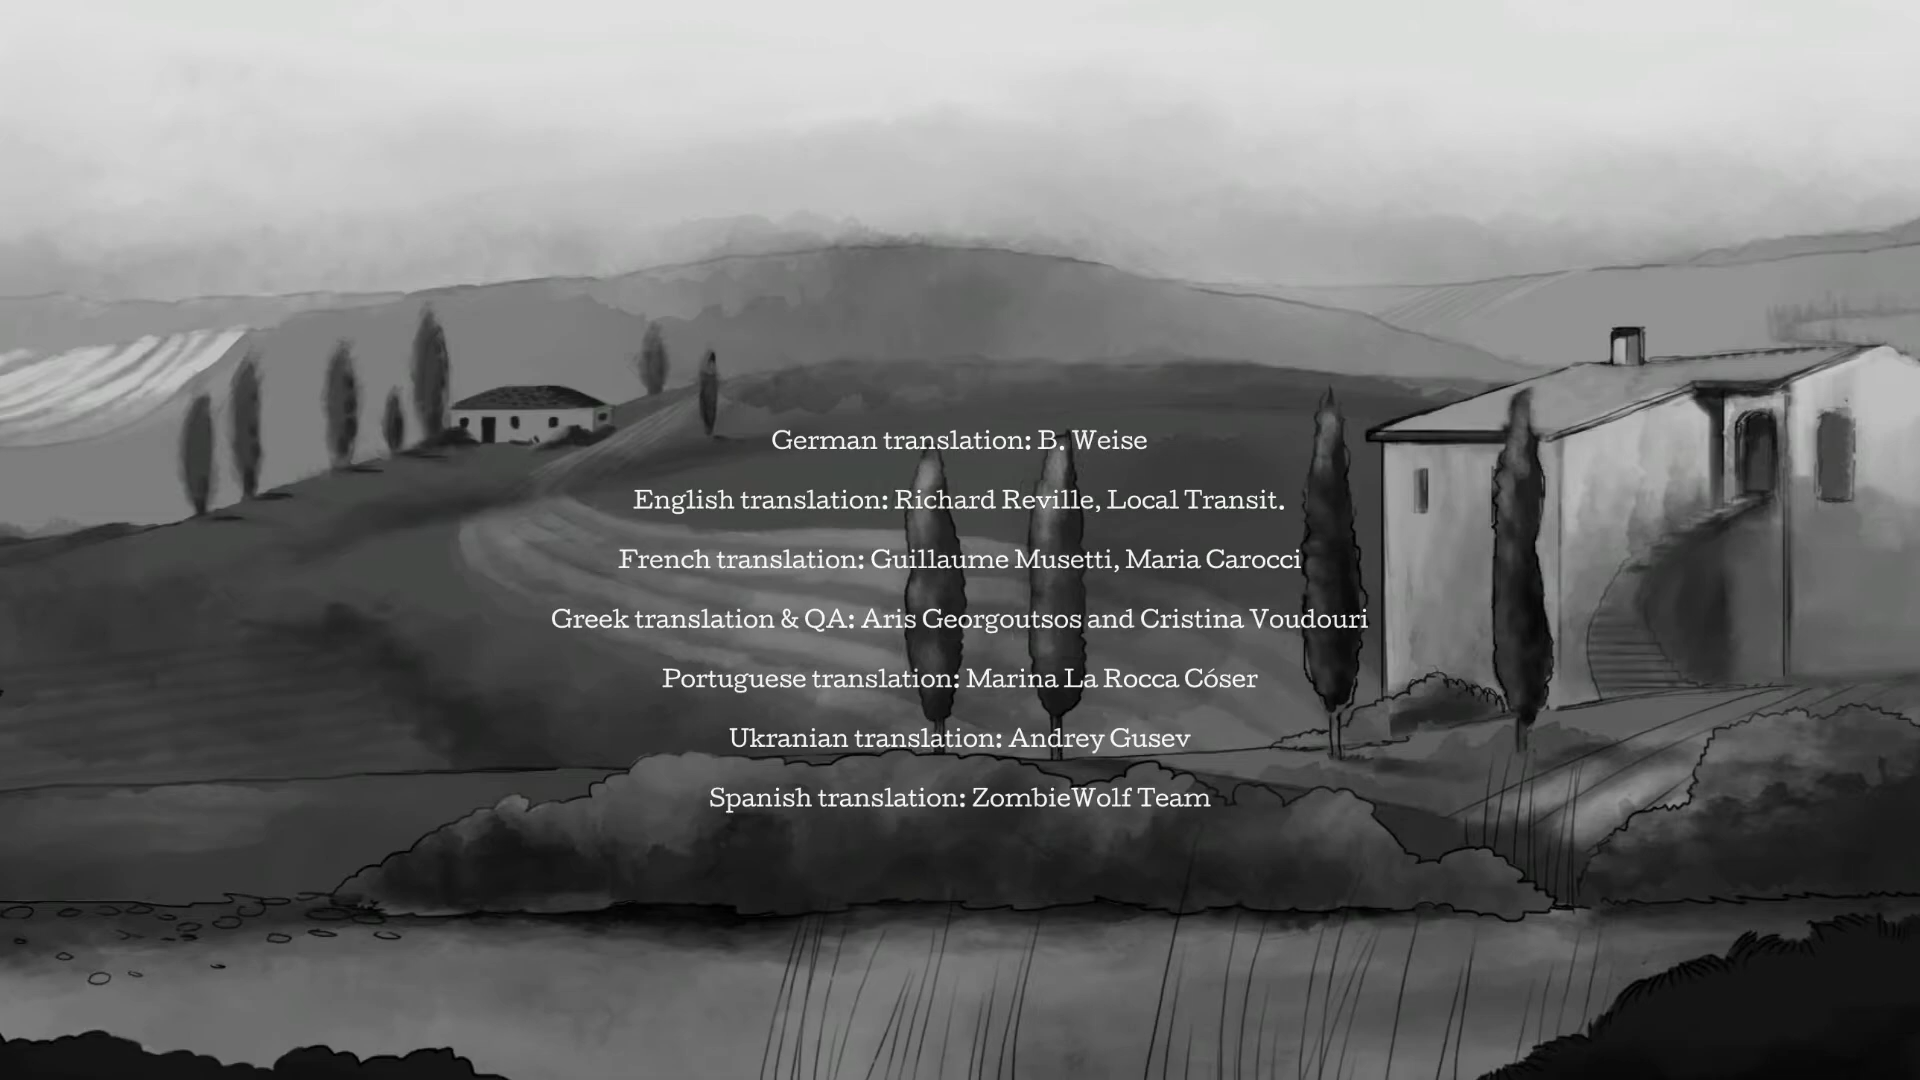 German translation: B. Weise
English translation: Richard Reville, Local Transit.
French translation: Guillaume Musetti, Maria Carocci
Greek translation & QA: Aris Georgoutsos and Cristina Voudouri
Portuguese translation: Marina La Rocca Cóser
Ukranian translation: Andrey Gusev
Spanish translation: ZombieWolf Team